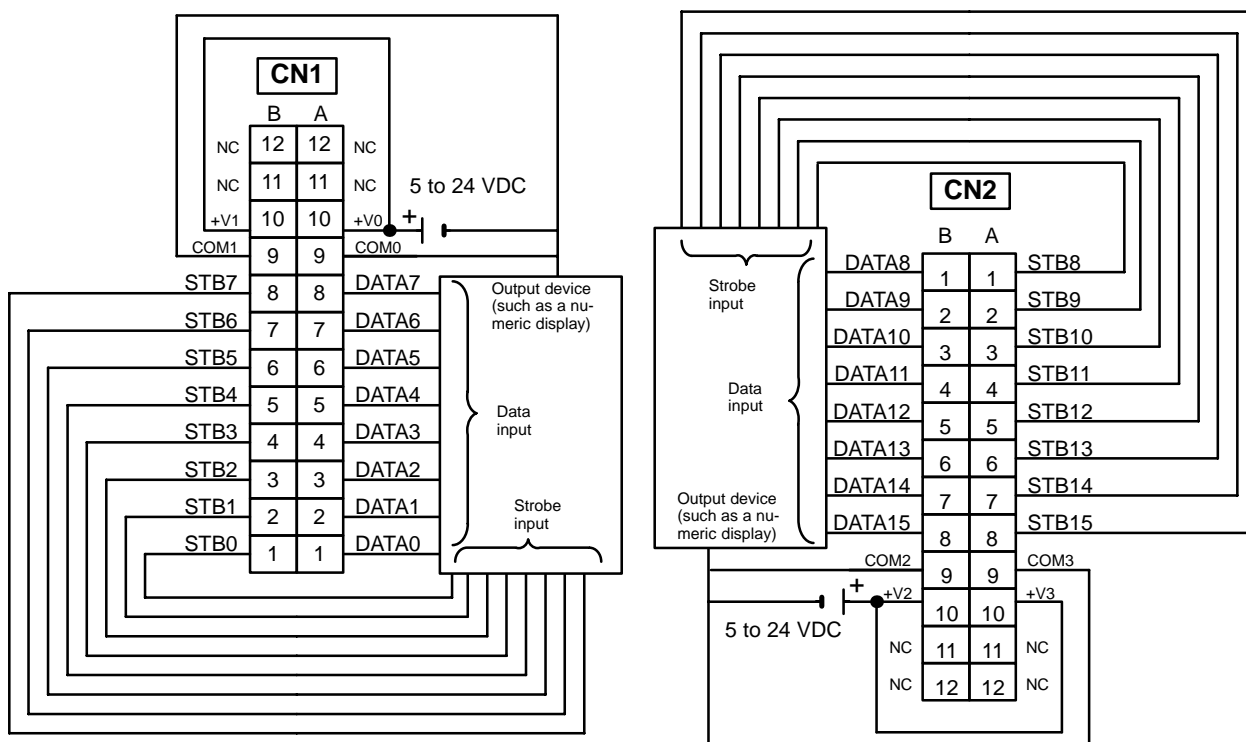 CN1
B A
NC 12 12 NC
NC 11 11 NC
5 to 24 VDC
+V1 10 10 +V0 +
COM1 9 9 COM0
STB7 8 8 DATA7
STB6 7 7 DATA6
STB5 6 6 DATA5
STB4 5 5 DATA4
STB3 4 4 DATA3
STB2 3 3 DATA2
STB1 2 2 DATA1
STB0 1 1 DATA0
Output device
(such as a nu-
meric display)
Data
input
Strobe
input
CN2
B A
DATA8 1 1 STB8
DATA9 2 2 STB9
DATA10 3 3 STB10
DATA11 4 4 STB11
DATA12 5 5 STB12
DATA13 6 6 STB13
DATA14 7 7 STB14
DATA15 8 8 STB15
COM2 9 9 COM3
+ +V2 10 10 +V3
NC 11 11 NC
NC 12 12 NC
Strobe
input
Data
input
Output device
(such as a nu-
meric display)
5 to 24 VDC